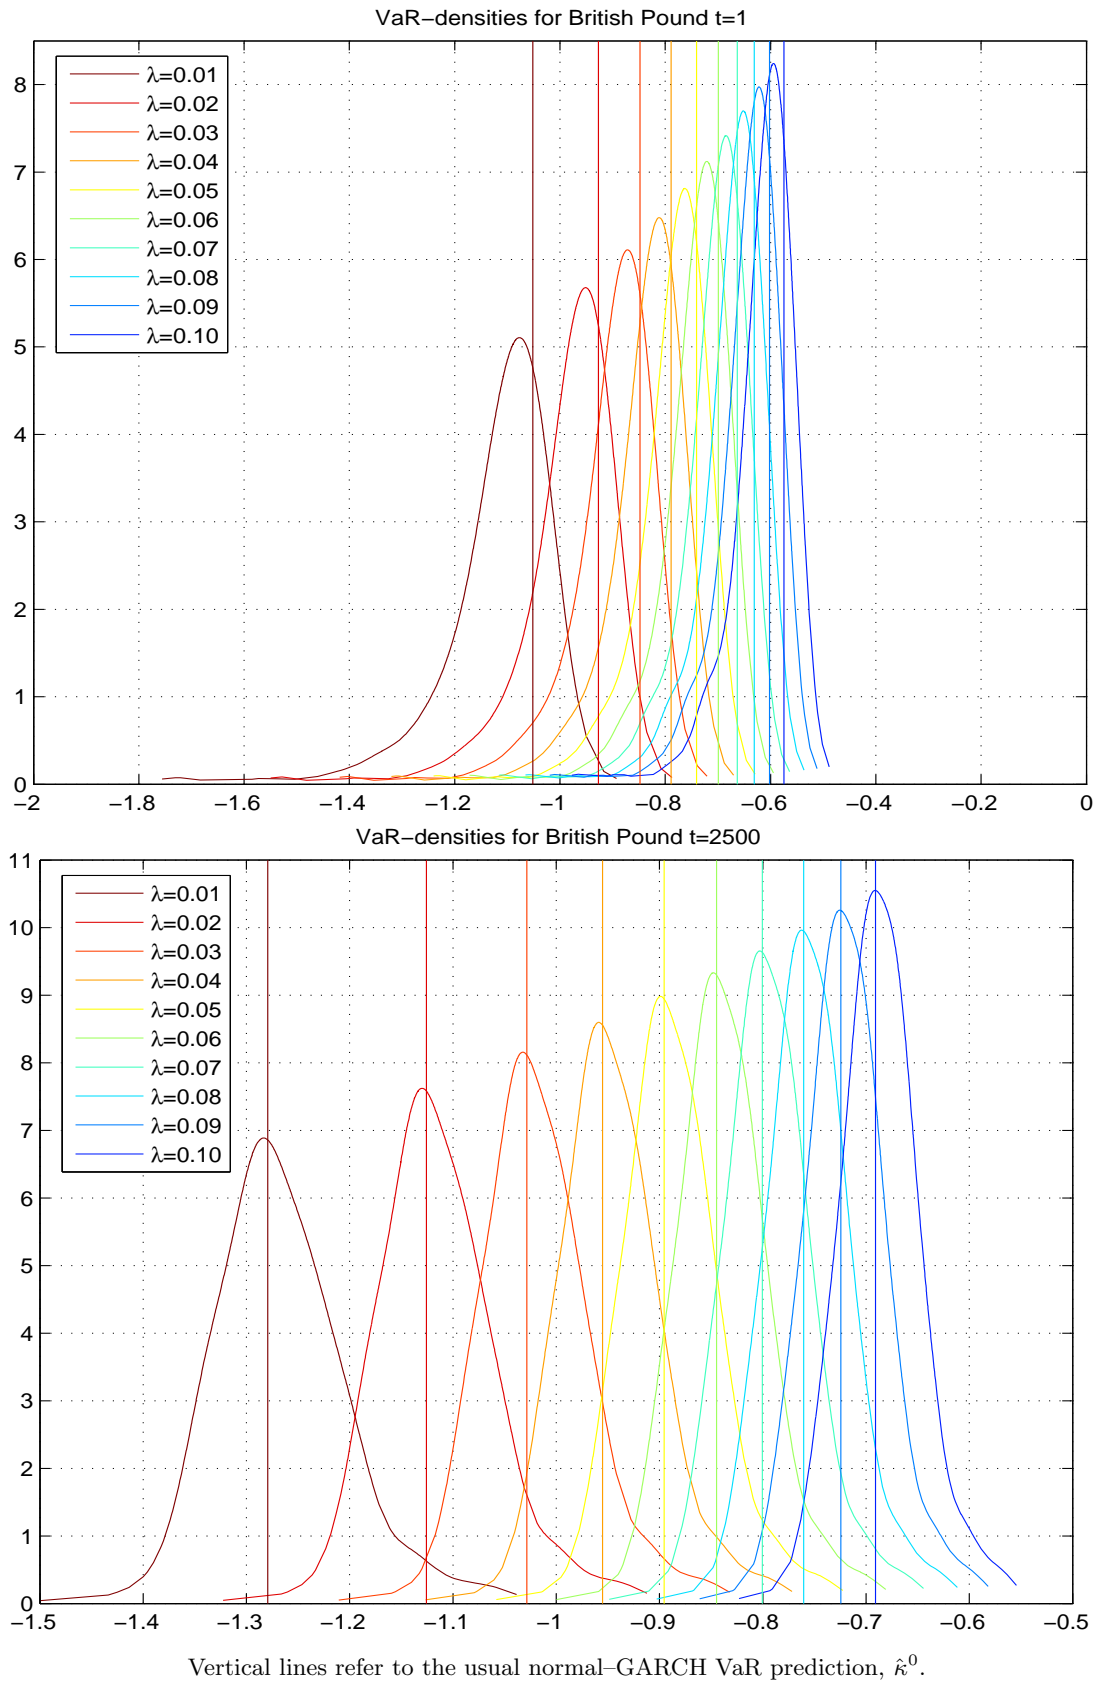 VaR−densities for British Pound t=1
8
7
6
5
4
3
2
1
0
λ=0.01
λ=0.02
λ=0.03
λ=0.04
λ=0.05
λ=0.06
λ=0.07
λ=0.08
λ=0.09
λ=0.10
−2 −1.8 −1.6 −1.4 −1.2 −1 −0.8 −0.6 −0.4 −0.2 0
VaR−densities for British Pound t=2500
11
10
9
8
7
6
5
4
3
2
1
0
λ=0.01
λ=0.02
λ=0.03
λ=0.04
λ=0.05
λ=0.06
λ=0.07
λ=0.08
λ=0.09
λ=0.10
−1.5 −1.4 −1.3 −1.2 −1.1 −1 −0.9 −0.8 −0.7 −0.6 −0.5
Vertical lines refer to the usual normal–GARCH VaR prediction, κ̂⁰.